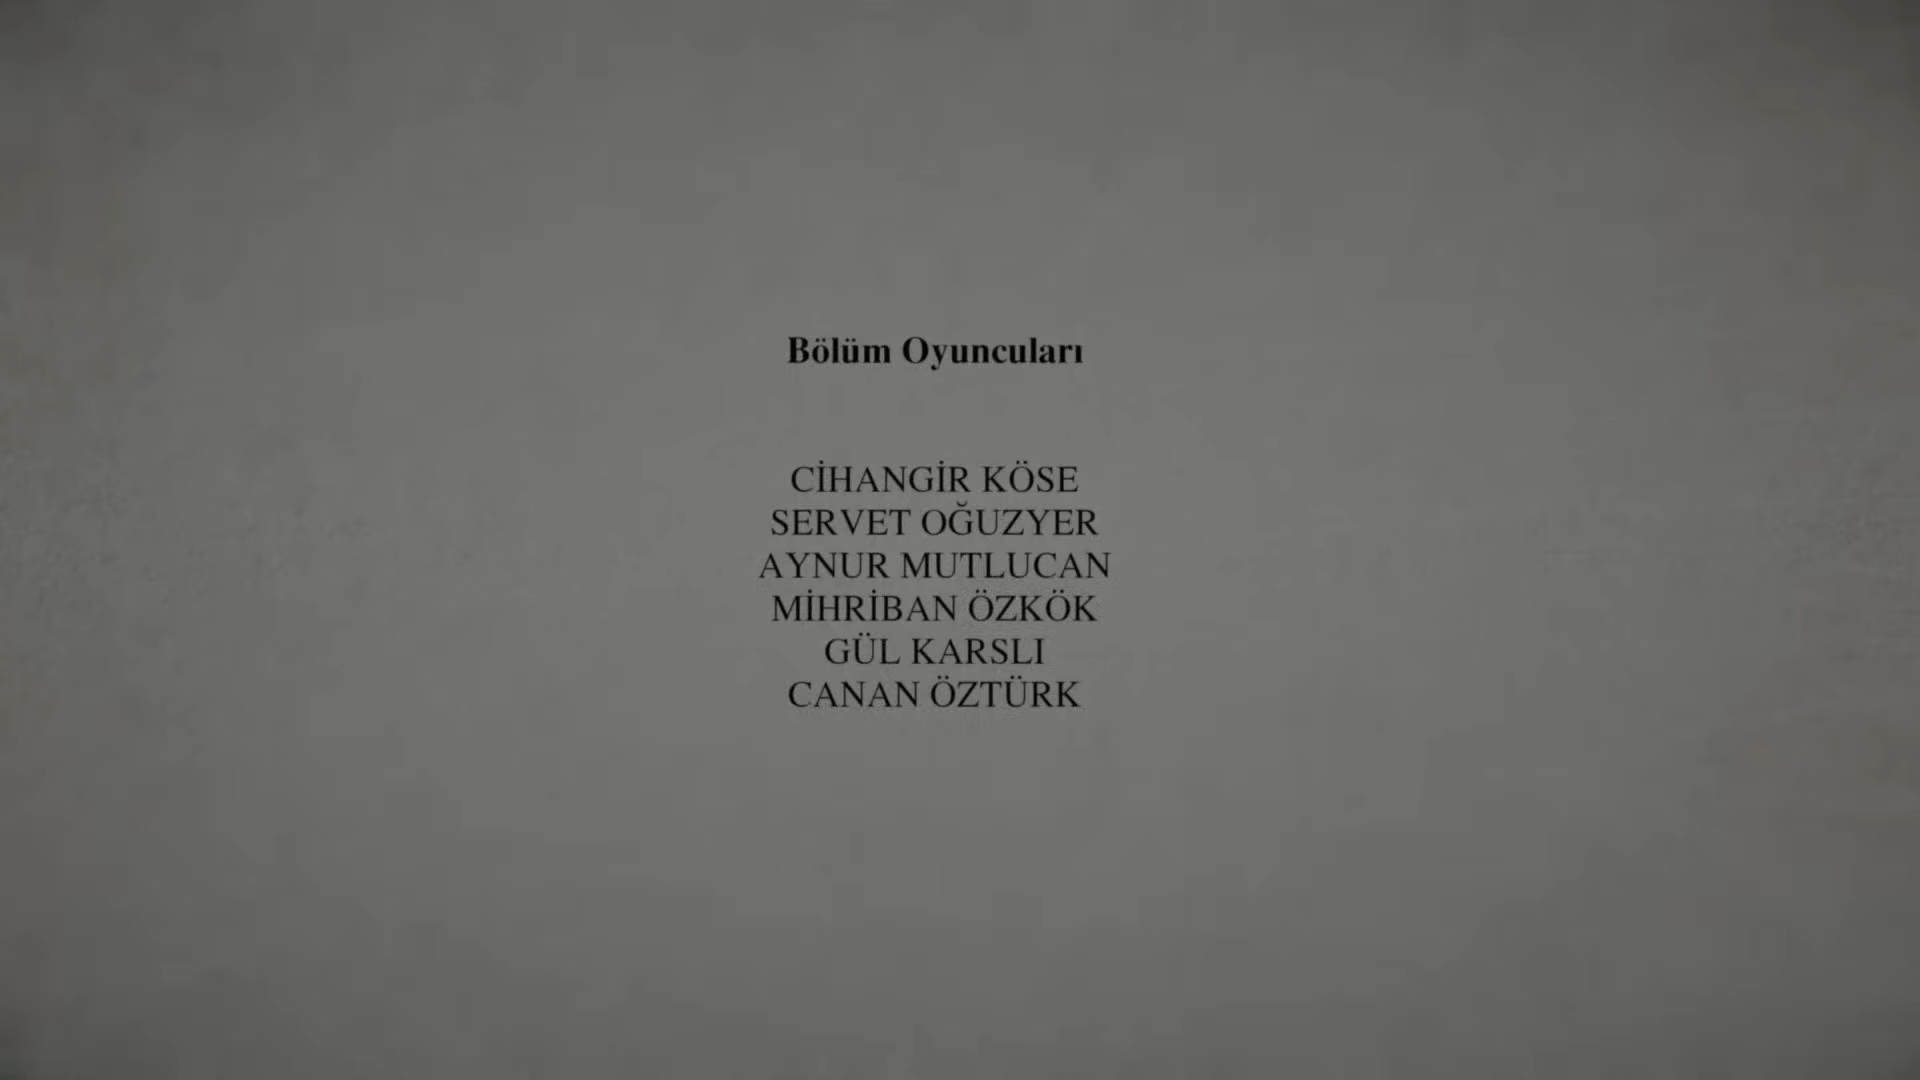 Bölüm Oyuncuları
CİHANGİR KÖSE
SERVET OĞUZYER
AYNUR MUTLUCAN
MİHRİBAN ÖZKÖK
GÜL KARSLI
CANAN ÖZTÜRK